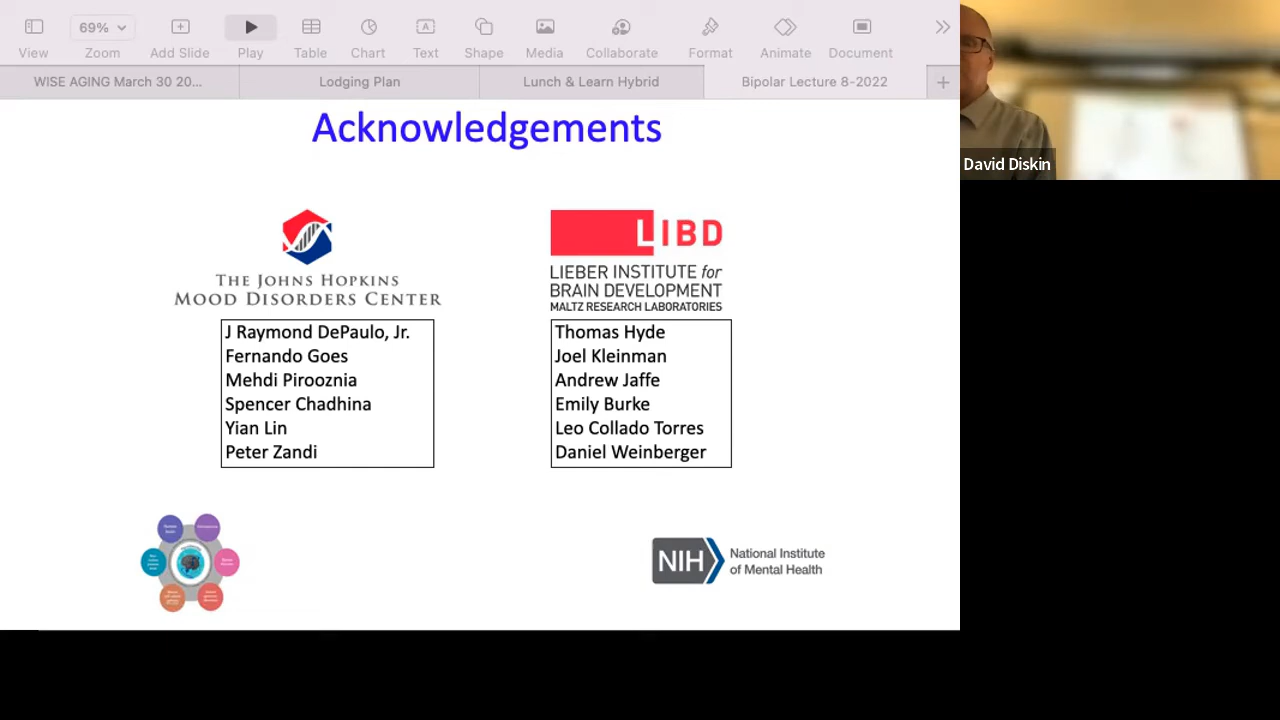 View
69%
Zoom
Add Slide
Play
Table
Chart
Text
Shape
Media
Collaborate
Format
Animate
Document
WISE AGING March 30 20...
Lodging Plan
Lunch & Learn Hybrid
Bipolar Lecture 8-2022
David Diskin
Acknowledgements
THE JOHNS HOPKINS
MOOD DISORDERS CENTER
J Raymond DePaulo, Jr.
Fernando Goes
Mehdi Pirooznia
Spencer Chadhina
Yian Lin
Peter Zandi
LIBD
LIEBER INSTITUTE for
BRAIN DEVELOPMENT
MALTZ RESEARCH LABORATORIES
Thomas Hyde
Joel Kleinman
Andrew Jaffe
Emily Burke
Leo Collado Torres
Daniel Weinberger
NIH
National Institute
of Mental Health